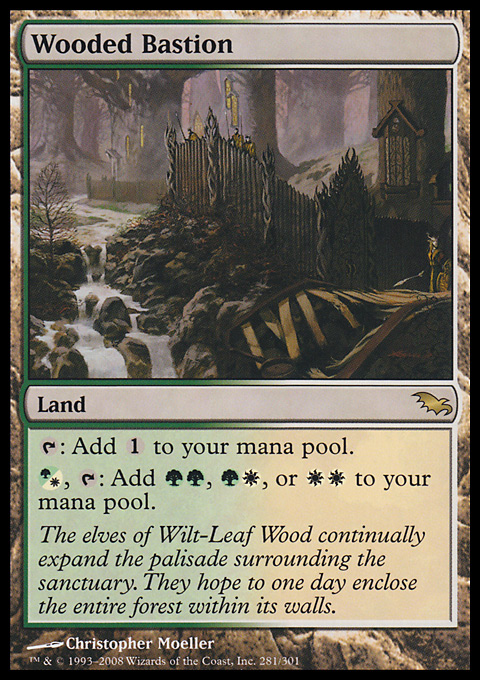 Wooded Bastion
Land
: Add 1 to your mana pool.
, : Add , , or to your
mana pool.
The elves of Wilt-Leaf Wood continually
expand the palisade surrounding the
sanctuary. They hope to one day enclose
the entire forest within its walls.
Christopher Moeller
™ & © 1993–2008 Wizards of the Coast, Inc. 281/301